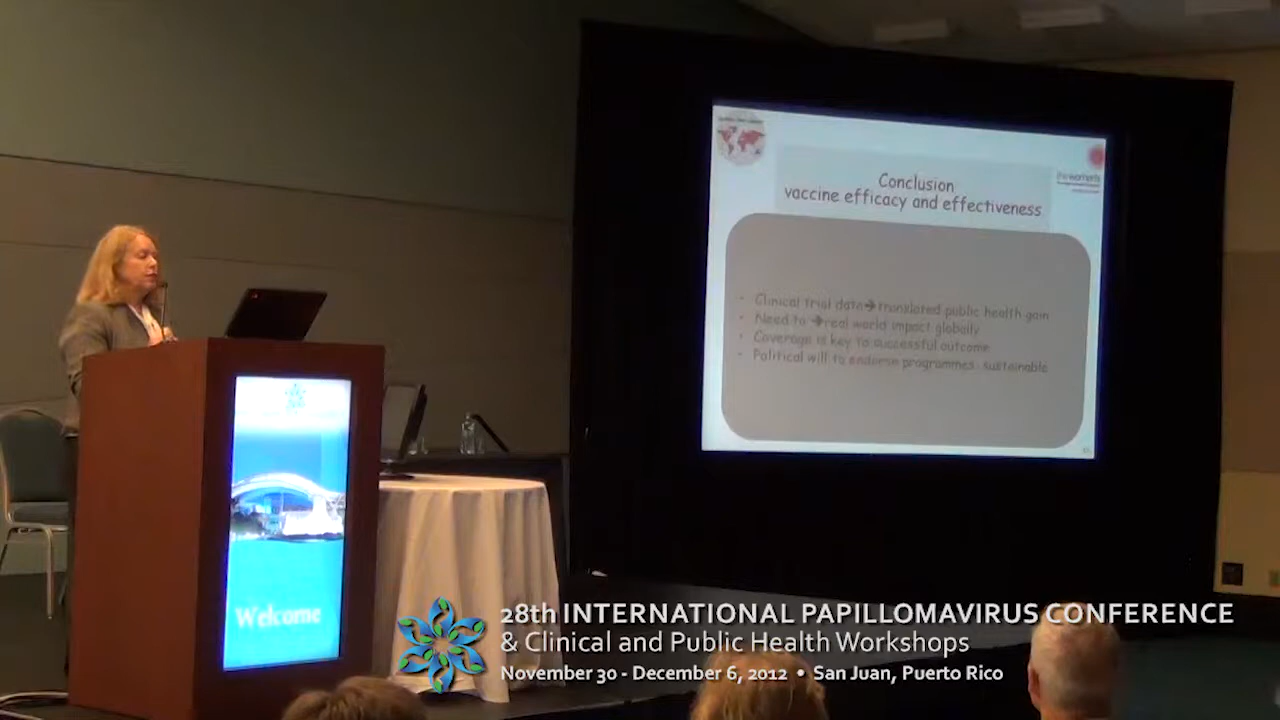 Conclusion
vaccine efficacy and effectiveness
• Clinical trial data→translated public health gain
• Need to →real world impact globally
• Coverage is key to successful outcome
• Political will to endorse programmes sustainable
the women's
Welcome
28th INTERNATIONAL PAPILLOMAVIRUS CONFERENCE
& Clinical and Public Health Workshops
November 30 - December 6, 2012 • San Juan, Puerto Rico